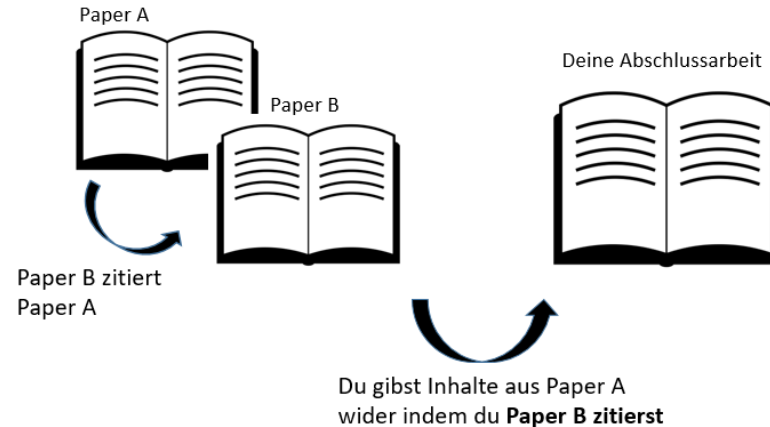 Paper A
Deine Abschlussarbeit
Paper B
Paper B zitiert
Paper A
Du gibst Inhalte aus Paper A
wider indem du Paper B zitierst